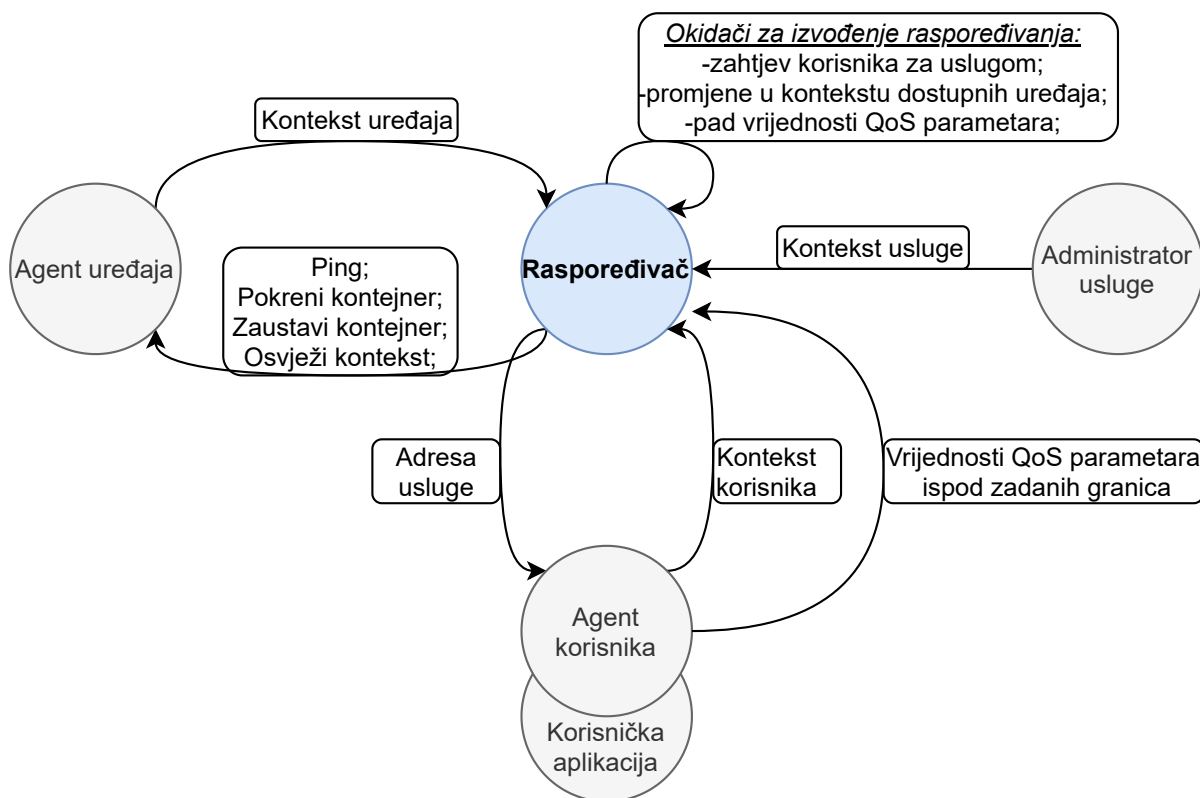 Okidači za izvođenje raspoređivanja:
-zahtjev korisnika za uslugom;
-promjene u kontekstu dostupnih uređaja;
-pad vrijednosti QoS parametara;
Kontekst uređaja
Agent uređaja
Ping;
Pokreni kontejner;
Zaustavi kontejner;
Osvježi kontekst;
Raspoređivač
Kontekst usluge
Administrator
usluge
Adresa
usluge
Kontekst
korisnika
Vrijednosti QoS parametara
ispod zadanih granica
Agent
korisnika
Korisnička
aplikacija